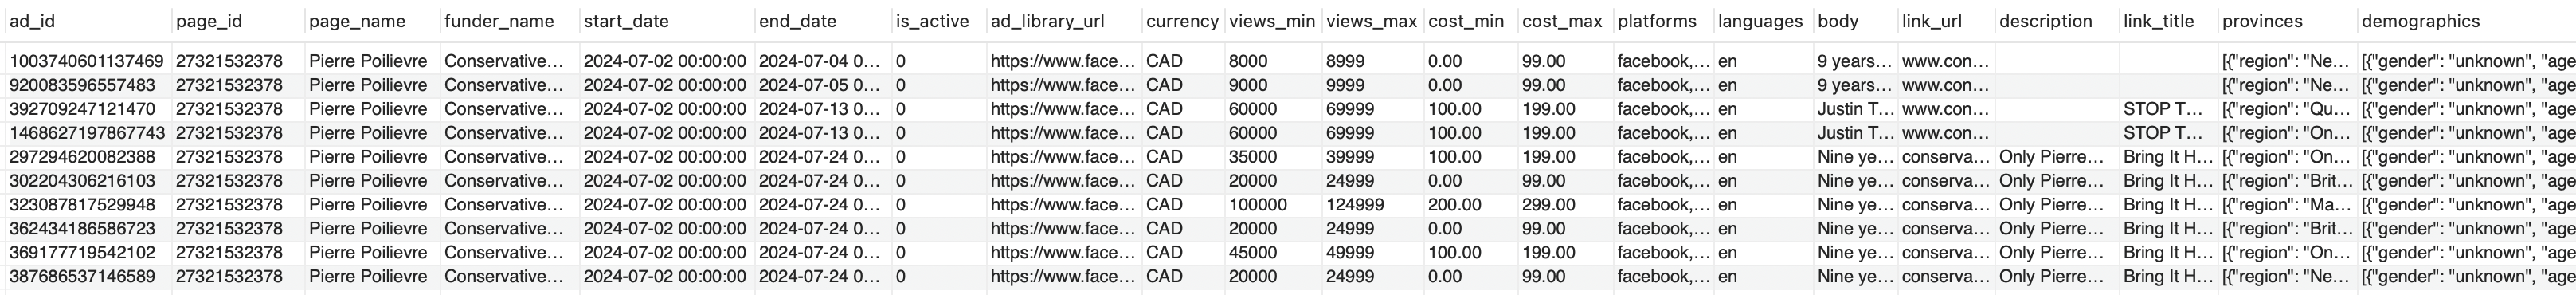 ad_id page_id page_name funder_name start_date end_date is_active ad_library_url currency views_min views_max cost_min cost_max platforms languages body link_url description link_title provinces demographics
1003740601137469 27321532378 Pierre Poilievre Conservative... 2024-07-02 00:00:00 2024-07-04 0... 0 https://www.face... CAD 8000 8999 0.00 99.00 facebook,... en 9 years... www.con... [{"region": "Ne... [{"gender": "unknown", "age
920083596557483 27321532378 Pierre Poilievre Conservative... 2024-07-02 00:00:00 2024-07-05 0... 0 https://www.face... CAD 9000 9999 0.00 99.00 facebook,... en 9 years... www.con... [{"region": "Ne... [{"gender": "unknown", "age
392709247121470 27321532378 Pierre Poilievre Conservative... 2024-07-02 00:00:00 2024-07-13 0... 0 https://www.face... CAD 60000 69999 100.00 199.00 facebook,... en Justin T... www.con... STOP T... [{"region": "Qu... [{"gender": "unknown", "age
1468627197867743 27321532378 Pierre Poilievre Conservative... 2024-07-02 00:00:00 2024-07-13 0... 0 https://www.face... CAD 60000 69999 100.00 199.00 facebook,... en Justin T... www.con... STOP T... [{"region": "On... [{"gender": "unknown", "age
297294620082388 27321532378 Pierre Poilievre Conservative... 2024-07-02 00:00:00 2024-07-24 0... 0 https://www.face... CAD 35000 39999 100.00 199.00 facebook,... en Nine ye... conserva... Only Pierre... Bring It H... [{"region": "On... [{"gender": "unknown", "age
302204306216103 27321532378 Pierre Poilievre Conservative... 2024-07-02 00:00:00 2024-07-24 0... 0 https://www.face... CAD 20000 24999 0.00 99.00 facebook,... en Nine ye... conserva... Only Pierre... Bring It H... [{"region": "Brit... [{"gender": "unknown", "age
323087817529948 27321532378 Pierre Poilievre Conservative... 2024-07-02 00:00:00 2024-07-24 0... 0 https://www.face... CAD 100000 124999 200.00 299.00 facebook,... en Nine ye... conserva... Only Pierre... Bring It H... [{"region": "Ma... [{"gender": "unknown", "age
362434186586723 27321532378 Pierre Poilievre Conservative... 2024-07-02 00:00:00 2024-07-24 0... 0 https://www.face... CAD 20000 24999 0.00 99.00 facebook,... en Nine ye... conserva... Only Pierre... Bring It H... [{"region": "Brit... [{"gender": "unknown", "age
369177719542102 27321532378 Pierre Poilievre Conservative... 2024-07-02 00:00:00 2024-07-24 0... 0 https://www.face... CAD 45000 49999 100.00 199.00 facebook,... en Nine ye... conserva... Only Pierre... Bring It H... [{"region": "On... [{"gender": "unknown", "age
387686537146589 27321532378 Pierre Poilievre Conservative... 2024-07-02 00:00:00 2024-07-24 0... 0 https://www.face... CAD 20000 24999 0.00 99.00 facebook,... en Nine ye... conserva... Only Pierre... Bring It H... [{"region": "Ne... [{"gender": "unknown", "age